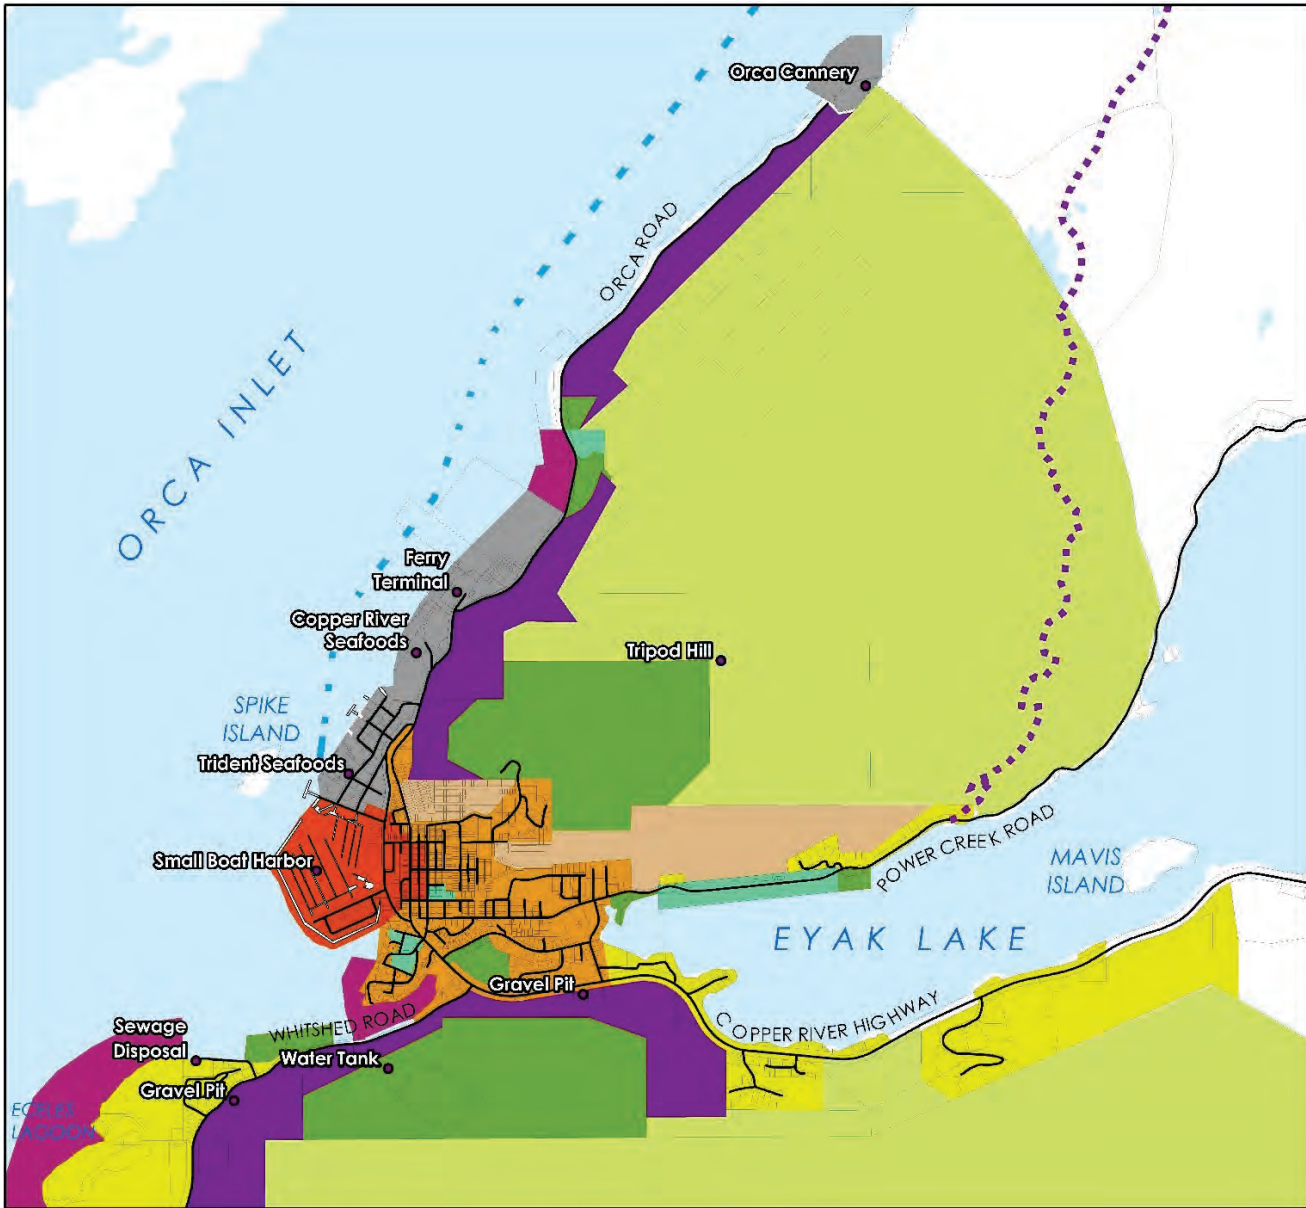 Orca Cannery
ORCA ROAD
ORCA INLET
Ferry
Terminal
Copper River
Seafoods
Tripod Hill
SPIKE
ISLAND
Trident Seafoods
Small Boat Harbor
POWER CREEK ROAD
MAVIS
ISLAND
EYAK LAKE
Gravel Pit
COPPER RIVER HIGHWAY
WHITSHED ROAD
Sewage
Disposal
Water Tank
Gravel Pit
ECELES
LAGOON